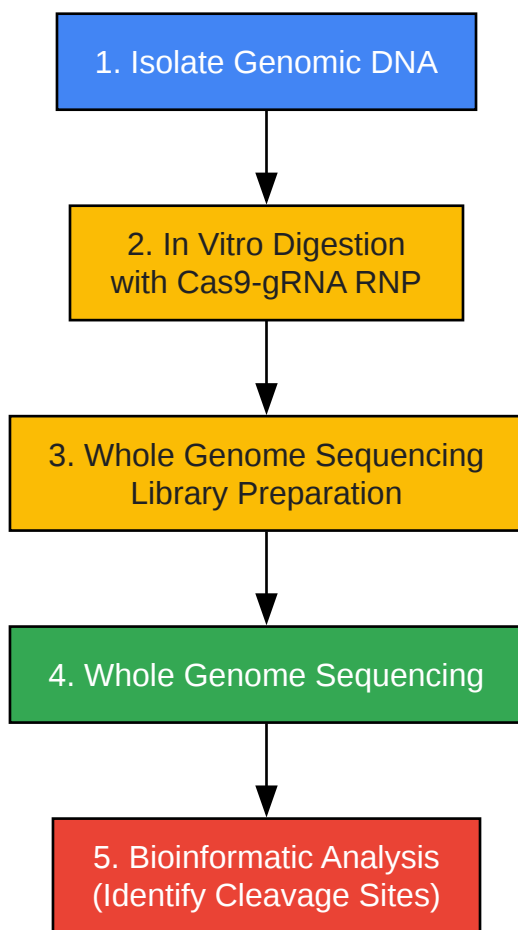 1. Isolate Genomic DNA
2. In Vitro Digestion
with Cas9-gRNA RNP
3. Whole Genome Sequencing
Library Preparation
4. Whole Genome Sequencing
5. Bioinformatic Analysis
(Identify Cleavage Sites)